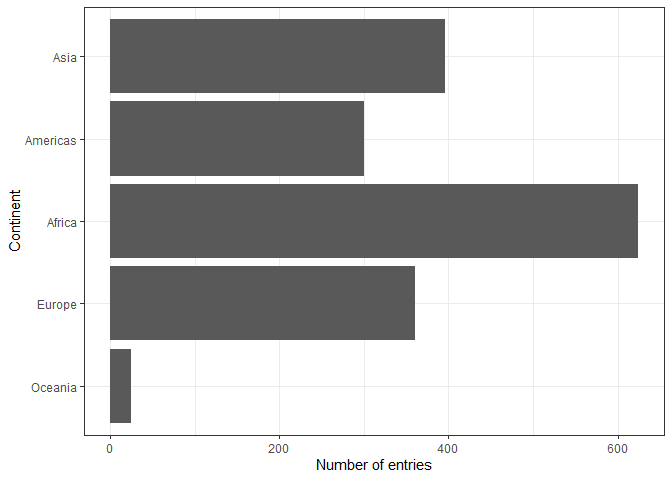 Continent
Asia
Americas
Africa
Europe
Oceania
0 200 400 600
Number of entries